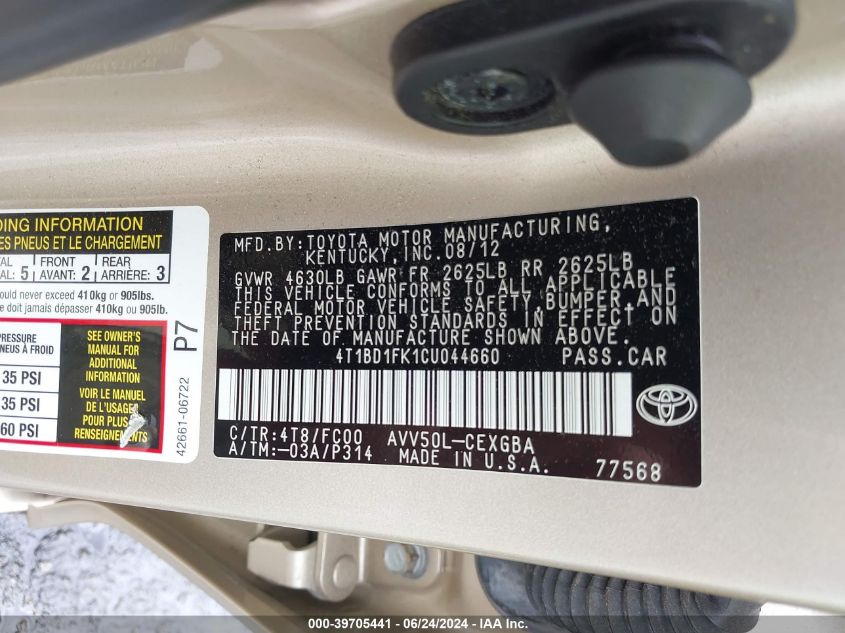 DING INFORMATION
ES PNEUS ET LE CHARGEMENT
TAL: 5 FRONT AVANT: 2 REAR ARRIÈRE: 3
ould never exceed 410kg or 905lbs.
e doit jamais dépasser 410 kg ou 905lb.
PRESSURE
NEUS À FROID
35 PSI
35 PSI
60 PSI
SEE OWNER'S
MANUAL FOR
ADDITIONAL
INFORMATION
VOIR LE MANUEL
DE L'USAGER
POUR PLUS DE
RENSEIGNEMENTS
P7
42661-06722
MFD.BY:TOYOTA MOTOR MANUFACTURING,
KENTUCKY,INC.08/12
GVWR 4630LB GAWR FR 2625LB RR 2625LB
THIS VEHICLE CONFORMS TO ALL APPLICABLE
FEDERAL MOTOR VEHICLE SAFETY,BUMPER,AND
THEFT PREVENTION STANDARDS IN EFFECT ON
THE DATE OF MANUFACTURE SHOWN ABOVE.
4T1BD1FK1CU044660 PASS.CAR
C/TR:4T8/FC00 AVV50L-CEXGBA
A/TM:-03A/P314 MADE IN U.S.A. 77568
TOYOTA
000-39705441 - 06/24/2024 - IAA Inc.